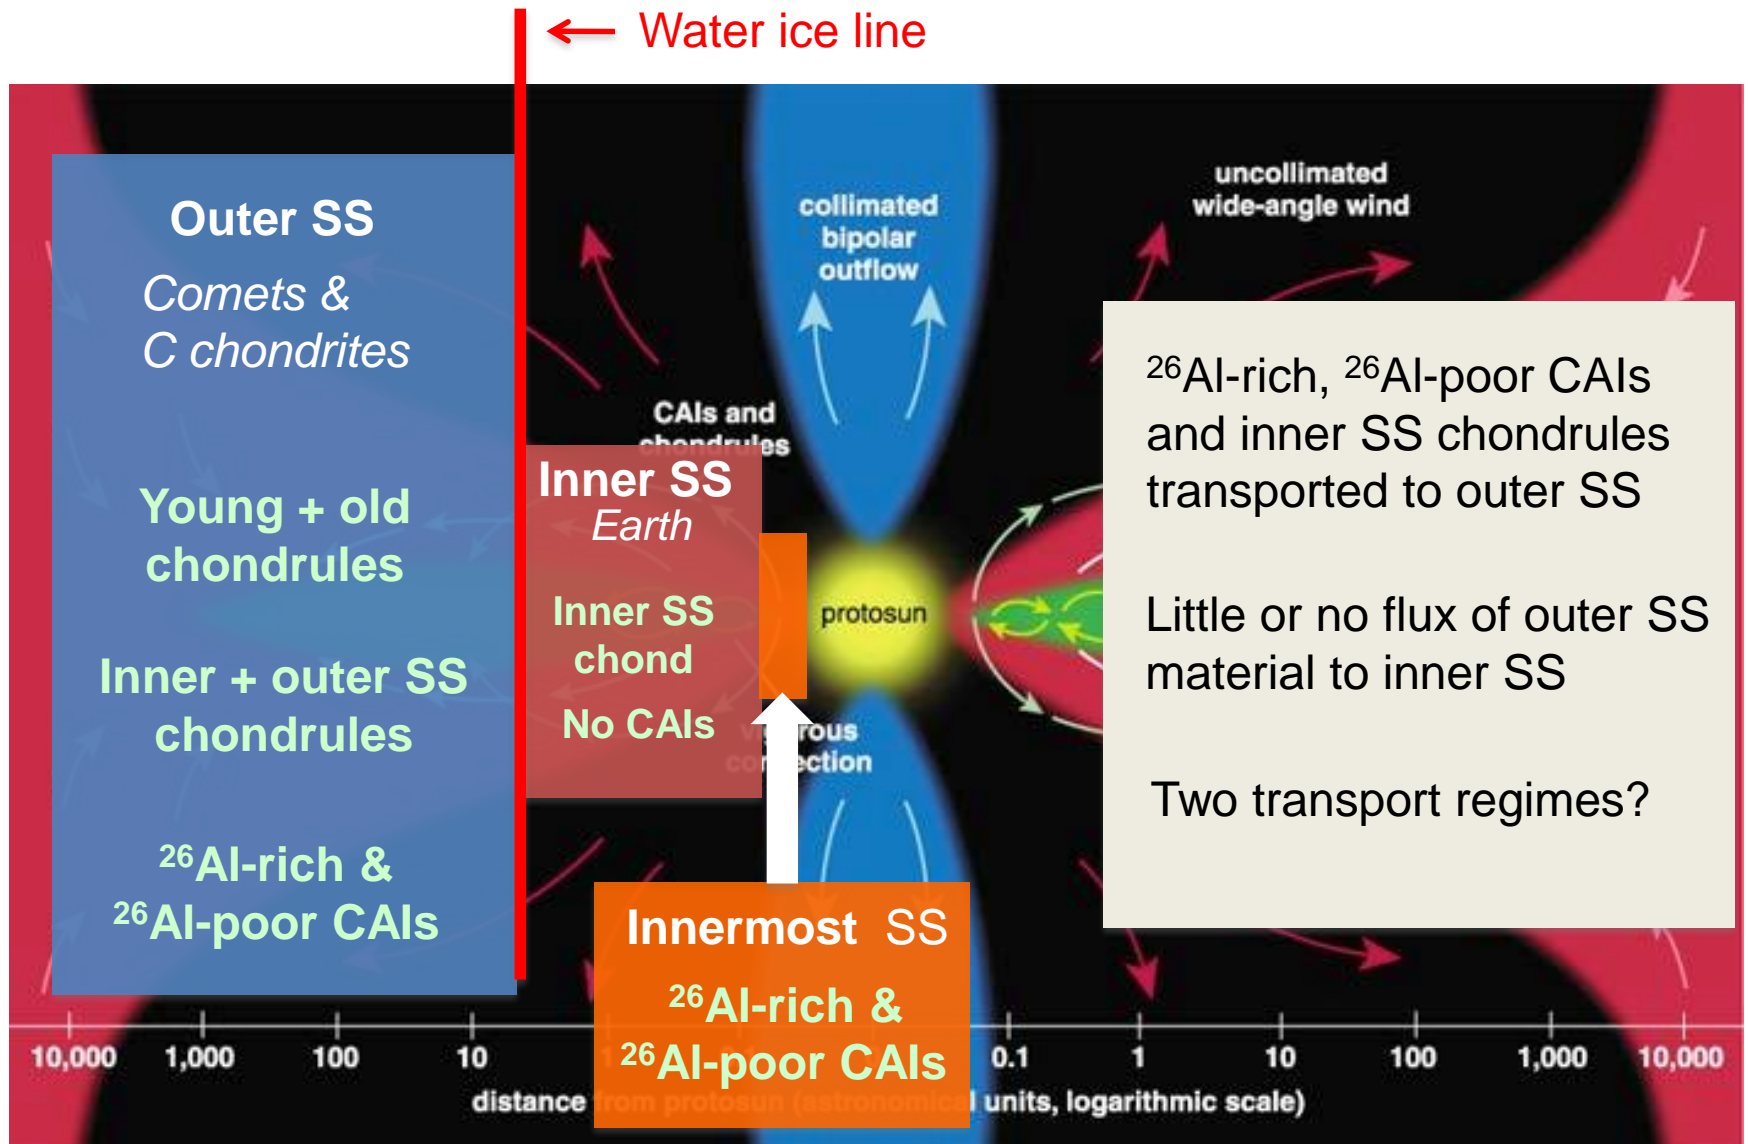 Water ice line
Outer SS
Comets &
C chondrites
Young + old
chondrules
Inner + outer SS
chondrules
²⁶Al-rich &
²⁶Al-poor CAIs
CAIs and
chondrules
Inner SS
Earth
Inner SS
chond
No CAIs
collimated
bipolar
outflow
protosun
uncollimated
wide-angle wind
²⁶Al-rich, ²⁶Al-poor CAIs
and inner SS chondrules
transported to outer SS
Little or no flux of outer SS
material to inner SS
Two transport regimes?
Innermost SS
²⁶Al-rich &
²⁶Al-poor CAIs
10,000 1,000 100 10 0.1 1 10 100 1,000 10,000
distance from protosun (astronomical units, logarithmic scale)